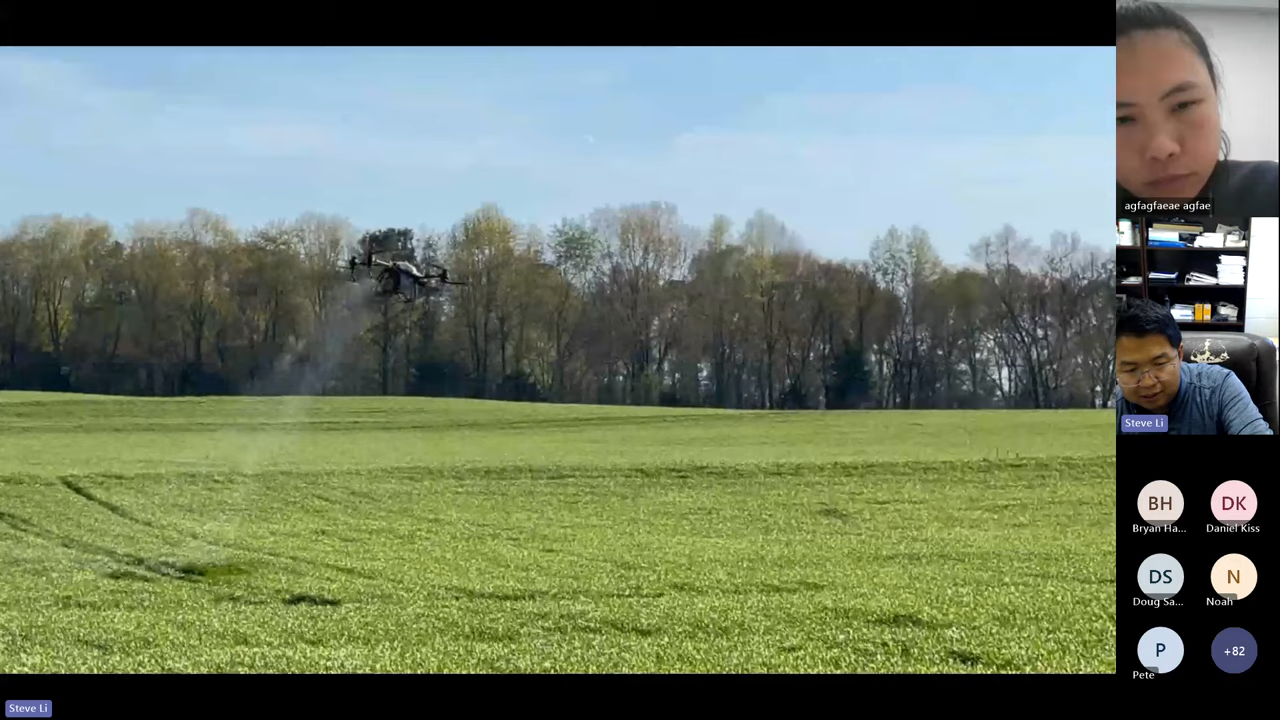 agfagfaeae agfae
Steve Li
BH
DK
Bryan Ha...
Daniel Kiss
DS
N
Doug Sa...
Noah
P
+82
Pete
Steve Li